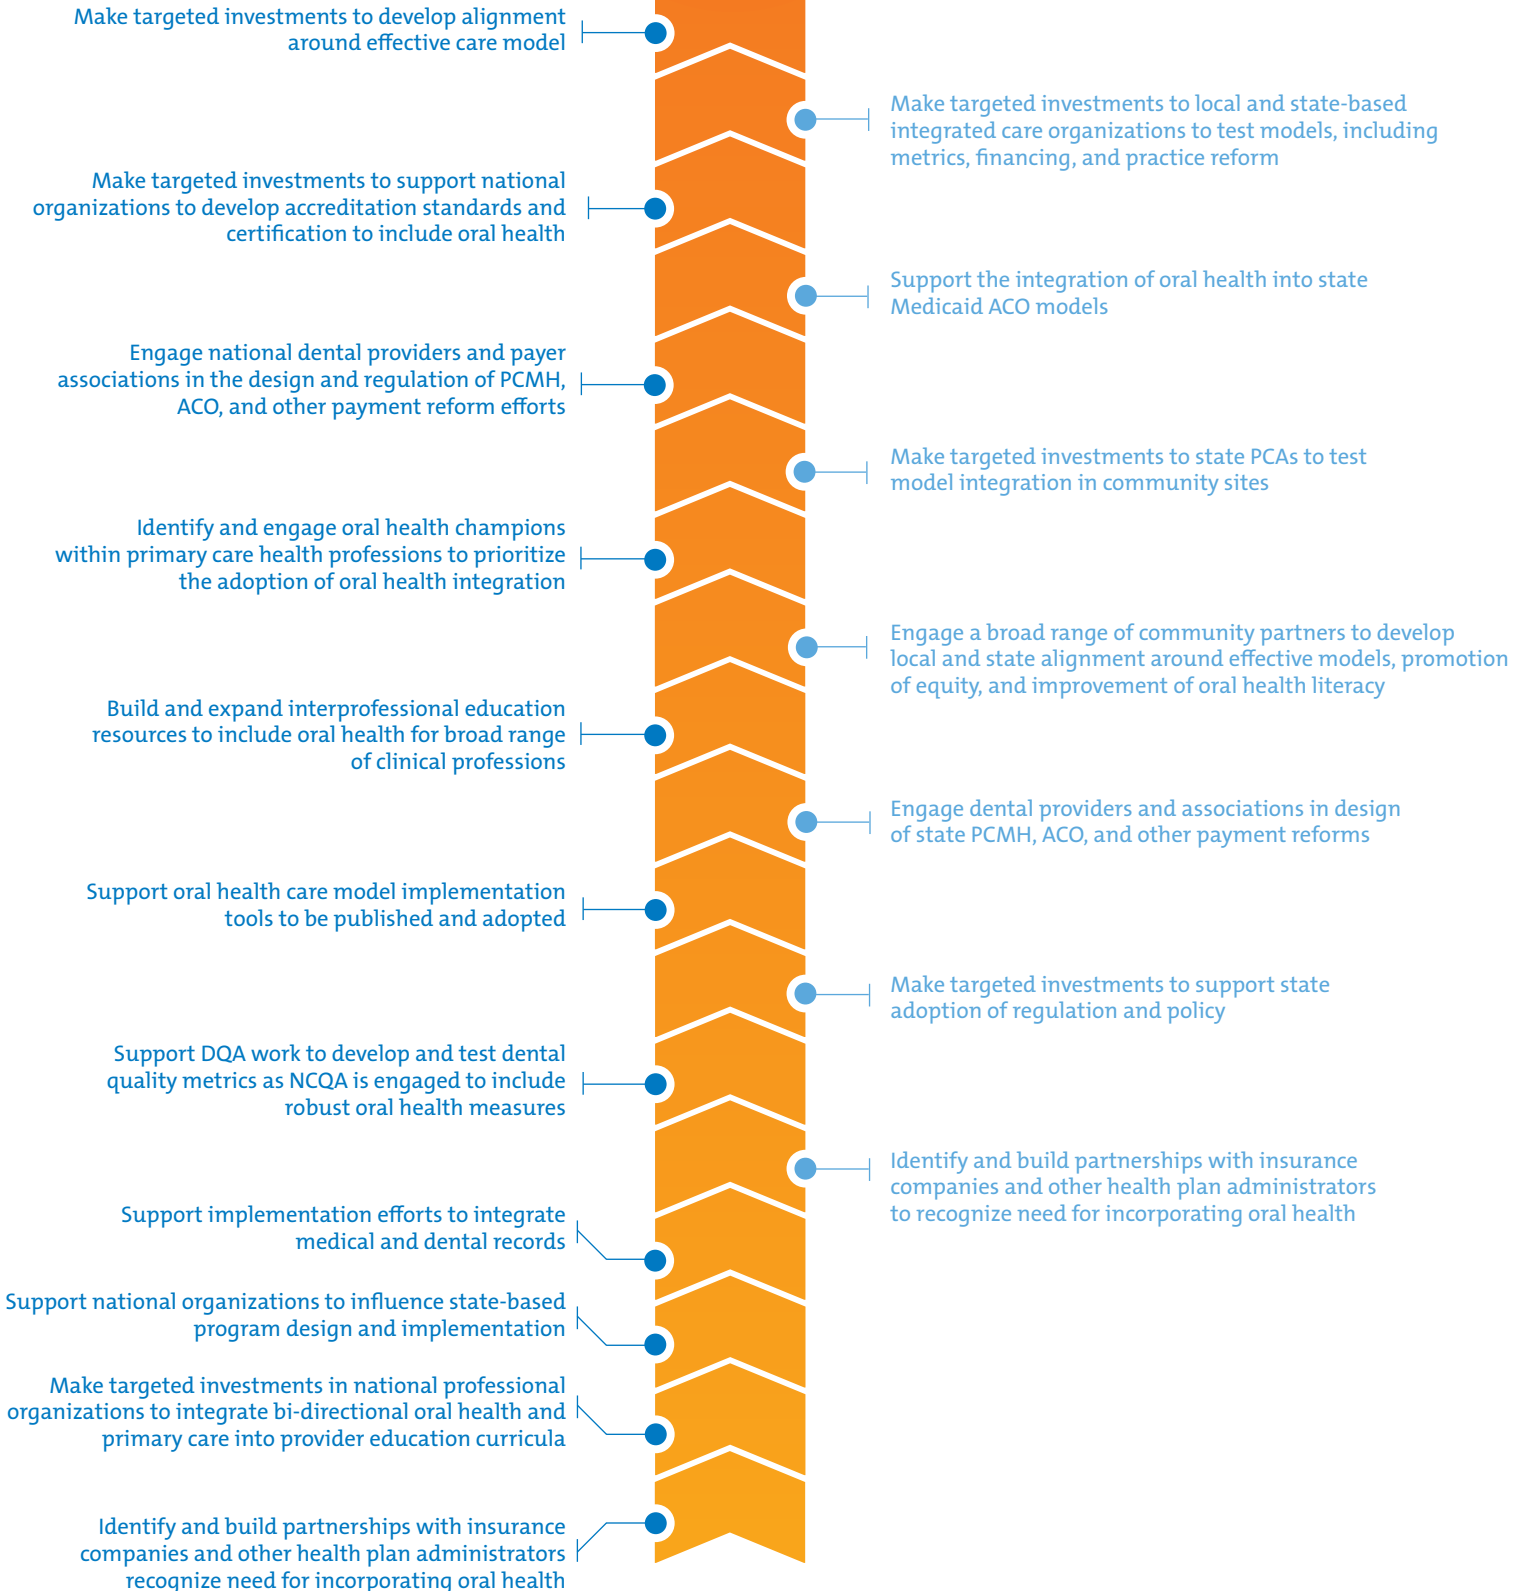 Make targeted investments to develop alignment
around effective care model
Make targeted investments to local and state-based
integrated care organizations to test models, including
metrics, financing, and practice reform
Make targeted investments to support national
organizations to develop accreditation standards and
certification to include oral health
Support the integration of oral health into state
Medicaid ACO models
Engage national dental providers and payer
associations in the design and regulation of PCMH,
ACO, and other payment reform efforts
Make targeted investments to state PCAs to test
model integration in community sites
Identify and engage oral health champions
within primary care health professions to prioritize
the adoption of oral health integration
Engage a broad range of community partners to develop
local and state alignment around effective models, promotion
of equity, and improvement of oral health literacy
Build and expand interprofessional education
resources to include oral health for broad range
of clinical professions
Engage dental providers and associations in design
of state PCMH, ACO, and other payment reforms
Support oral health care model implementation
tools to be published and adopted
Make targeted investments to support state
adoption of regulation and policy
Support DQA work to develop and test dental
quality metrics as NCQA is engaged to include
robust oral health measures
Identify and build partnerships with insurance
companies and other health plan administrators
to recognize need for incorporating oral health
Support implementation efforts to integrate
medical and dental records
Support national organizations to influence state-based
program design and implementation
Make targeted investments in national professional
organizations to integrate bi-directional oral health and
primary care into provider education curricula
Identify and build partnerships with insurance
companies and other health plan administrators
recognize need for incorporating oral health